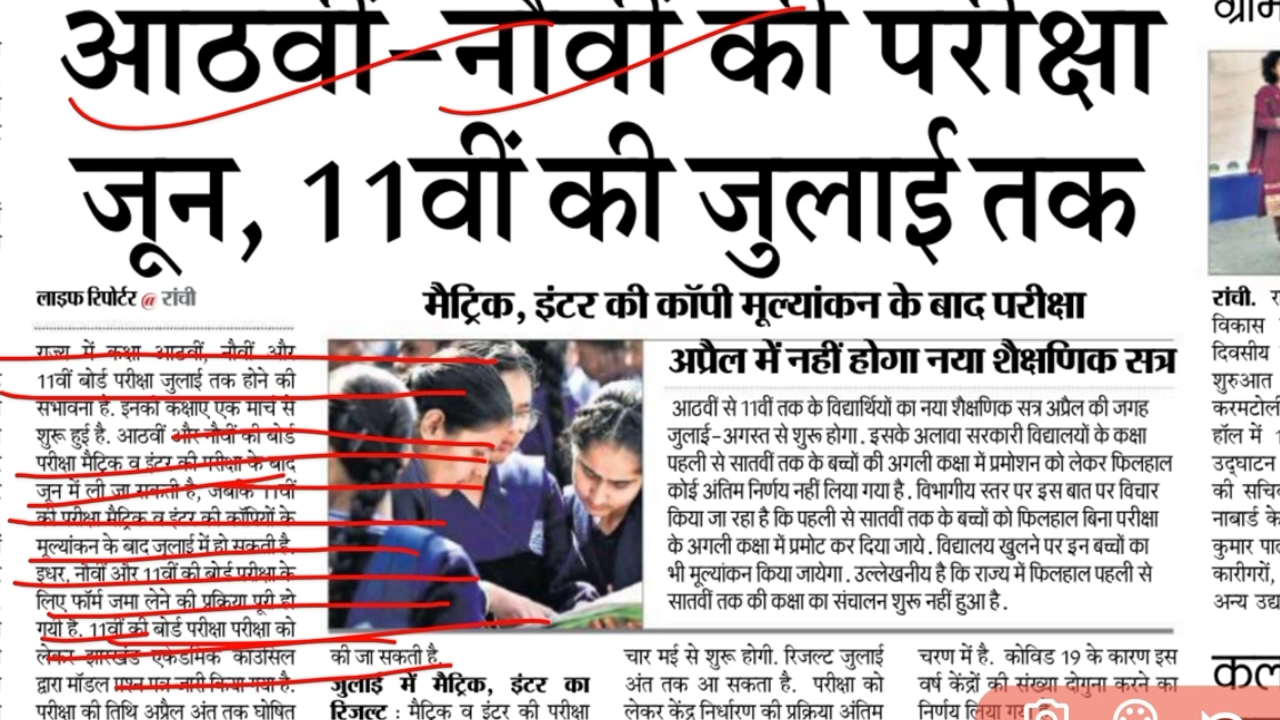 आठवीं-नौवीं की परीक्षा
जून, 11वीं की जुलाई तक
लाइफ रिपोर्टर @ रांची
मैट्रिक, इंटर की कॉपी मूल्यांकन के बाद परीक्षा
राज्य में कक्षा आठवीं, नौवीं और
11वीं बोर्ड परीक्षा जुलाई तक होने की
संभावना है. इनकी कक्षाएं एक मार्च से
शुरू हुई है. आठवीं और नौवीं की बोर्ड
परीक्षा मैट्रिक व इंटर की परीक्षा के बाद
जून में ली जा सकती है, जबकि 11वीं
की परीक्षा मैट्रिक व इंटर की कॉपियों के
मूल्यांकन के बाद जुलाई में हो सकती है.
इधर, नौवीं और 11वीं की बोर्ड परीक्षा के
लिए फॉर्म जमा लेने की प्रक्रिया पूरी हो
गयी है. 11वीं की बोर्ड परीक्षा परीक्षा को
लेकर झारखंड एकेडमिक काउंसिल
द्वारा मॉडल प्रश्न पत्र जारी किया गया है.
परीक्षा की तिथि अप्रैल अंत तक घोषित
की जा सकती है.
जुलाई में मैट्रिक, इंटर का
रिजल्ट : मैट्रिक व इंटर की परीक्षा
अप्रैल में नहीं होगा नया शैक्षणिक सत्र
आठवीं से 11वीं तक के विद्यार्थियों का नया शैक्षणिक सत्र अप्रैल की जगह
जुलाई-अगस्त से शुरू होगा. इसके अलावा सरकारी विद्यालयों के कक्षा
पहली से सातवीं तक के बच्चों की अगली कक्षा में प्रमोशन को लेकर फिलहाल
कोई अंतिम निर्णय नहीं लिया गया है. विभागीय स्तर पर इस बात पर विचार
किया जा रहा है कि पहली से सातवीं तक के बच्चों को फिलहाल बिना परीक्षा
के अगली कक्षा में प्रमोट कर दिया जाये. विद्यालय खुलने पर इन बच्चों का
भी मूल्यांकन किया जायेगा. उल्लेखनीय है कि राज्य में फिलहाल पहली से
सातवीं तक की कक्षा का संचालन शुरू नहीं हुआ है.
चार मई से शुरू होगी. रिजल्ट जुलाई
अंत तक आ सकता है. परीक्षा को
लेकर केंद्र निर्धारण की प्रक्रिया अंतिम
चरण में है. कोविड 19 के कारण इस
वर्ष केंद्रों की संख्या दोगुना करने का
निर्णय लिया गया
रांची.
विकास
दिवसीय
शुरुआत
करमटोली
हॉल में
उद्घाटन
की सचि
नाबार्ड के
कुमार पा
कारीगरों,
अन्य उद्य